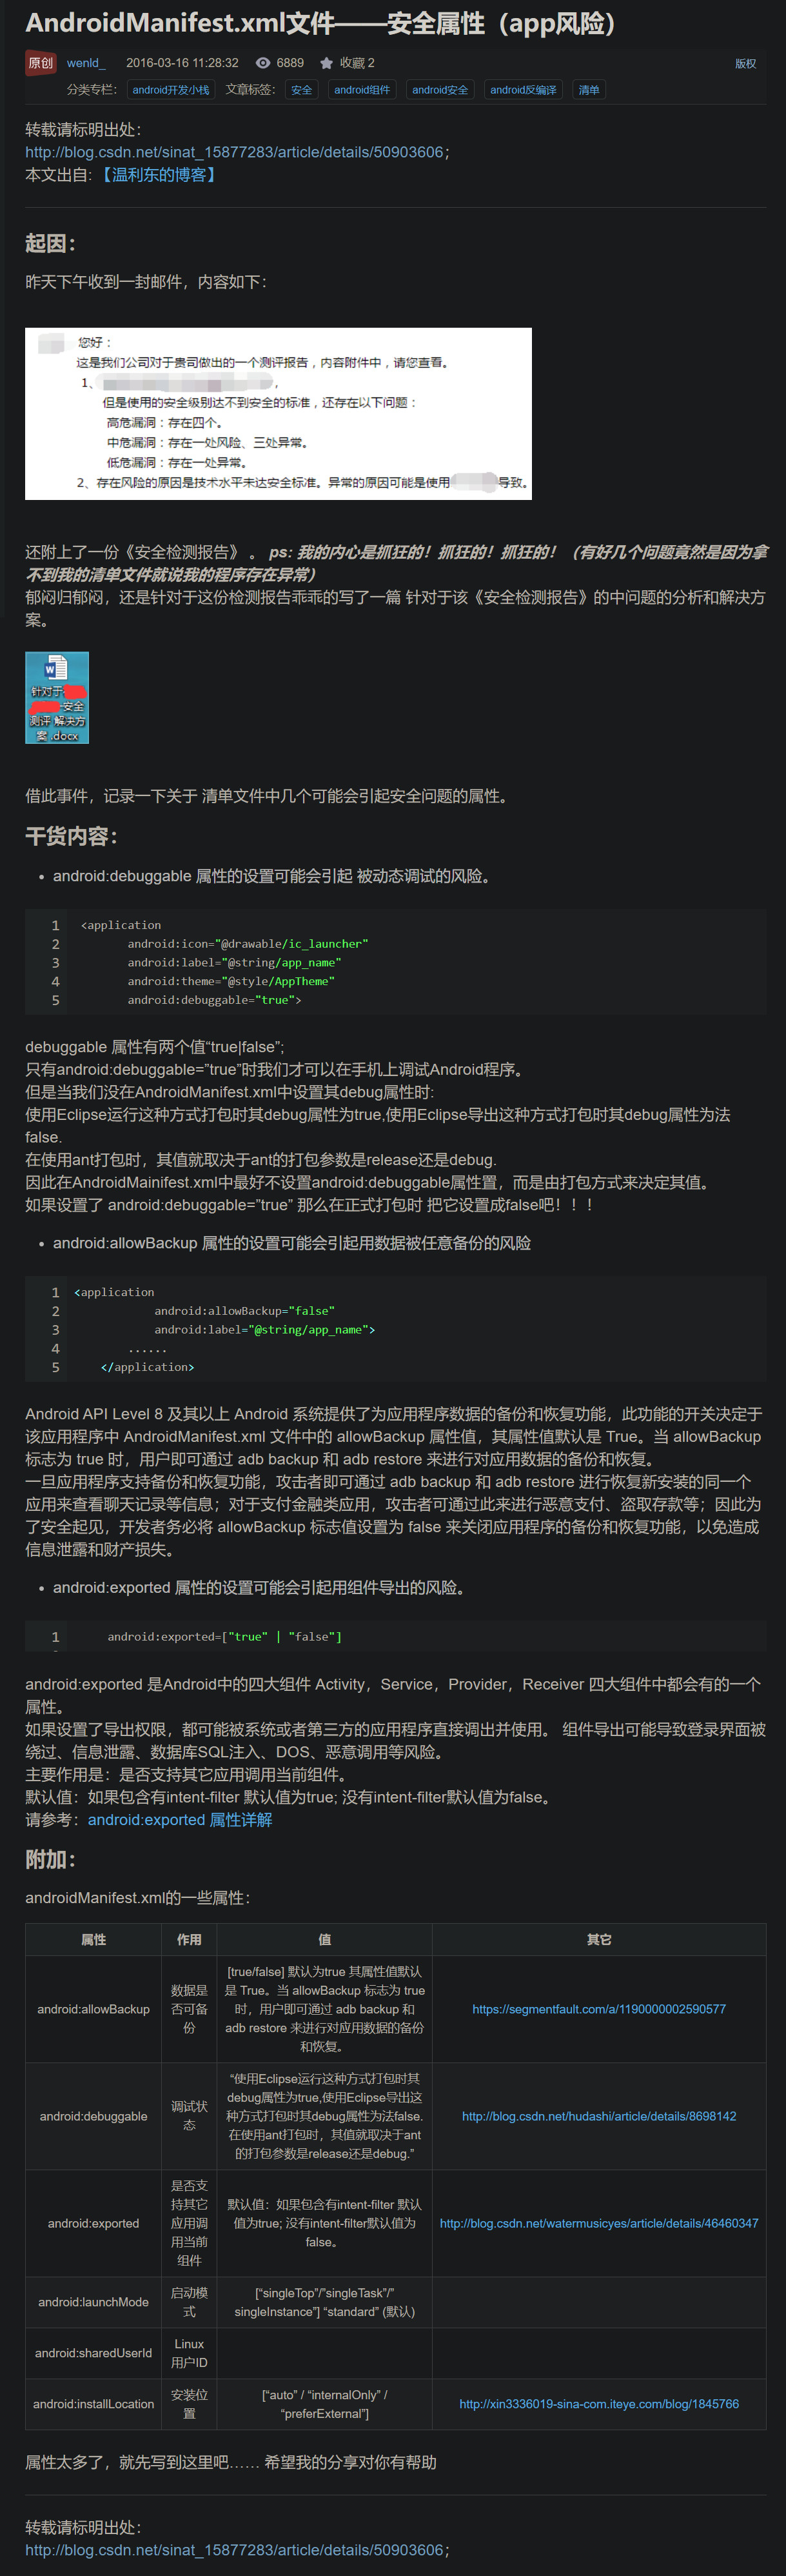 AndroidManifest.xml文件——安全属性（app风险）
原创 wenld_ 2016-03-16 11:28:32 6889 收藏 2 版权
分类专栏： android开发小栈 文章标签： 安全 android组件 android安全 android反编译 清单
转载请标明出处：
http://blog.csdn.net/sinat_15877283/article/details/50903606；
本文出自: 【温利东的博客】
起因：
昨天下午收到一封邮件，内容如下：
您好：
这是我们公司对于贵司做出的一个测评报告，内容附件中，请您查看。
1、 ，
但是使用的安全级别达不到安全的标准，还存在以下问题：
高危漏洞：存在四个。
中危漏洞：存在一处风险、三处异常。
低危漏洞：存在一处异常。
2、存在风险的原因是技术水平未达安全标准。异常的原因可能是使用 导致。
还附上了一份《安全检测报告》 。 ps: 我的内心是抓狂的！抓狂的！抓狂的！（有好几个问题竟然是因为拿
不到我的清单文件就说我的程序存在异常）
郁闷归郁闷，还是针对于这份检测报告乖乖的写了一篇 针对于该《安全检测报告》的中问题的分析和解决方
案。
针对于
安全
测评 解决方
案 .docx
借此事件，记录一下关于 清单文件中几个可能会引起安全问题的属性。
干货内容：
• android:debuggable 属性的设置可能会引起 被动态调试的风险。
1 <application
2 android:icon="@drawable/ic_launcher"
3 android:label="@string/app_name"
4 android:theme="@style/AppTheme"
5 android:debuggable="true">
debuggable 属性有两个值“true|false”;
只有android:debuggable=”true”时我们才可以在手机上调试Android程序。
但是当我们没在AndroidManifest.xml中设置其debug属性时:
使用Eclipse运行这种方式打包时其debug属性为true,使用Eclipse导出这种方式打包时其debug属性为法
false.
在使用ant打包时，其值就取决于ant的打包参数是release还是debug.
因此在AndroidMainifest.xml中最好不设置android:debuggable属性置，而是由打包方式来决定其值。
如果设置了 android:debuggable=”true” 那么在正式打包时 把它设置成false吧！！！
• android:allowBackup 属性的设置可能会引起用数据被任意备份的风险
1 <application
2 android:allowBackup="false"
3 android:label="@string/app_name">
4 ......
5 </application>
Android API Level 8 及其以上 Android 系统提供了为应用程序数据的备份和恢复功能，此功能的开关决定于
该应用程序中 AndroidManifest.xml 文件中的 allowBackup 属性值，其属性值默认是 True。当 allowBackup
标志为 true 时，用户即可通过 adb backup 和 adb restore 来进行对应用数据的备份和恢复。
一旦应用程序支持备份和恢复功能，攻击者即可通过 adb backup 和 adb restore 进行恢复新安装的同一个
应用来查看聊天记录等信息；对于支付金融类应用，攻击者可通过此来进行恶意支付、盗取存款等；因此为
了安全起见，开发者务必将 allowBackup 标志值设置为 false 来关闭应用程序的备份和恢复功能，以免造成
信息泄露和财产损失。
• android:exported 属性的设置可能会引起用组件导出的风险。
1 android:exported=["true" | "false"]
android:exported 是Android中的四大组件 Activity，Service，Provider，Receiver 四大组件中都会有的一个
属性。
如果设置了导出权限，都可能被系统或者第三方的应用程序直接调出并使用。 组件导出可能导致登录界面被
绕过、信息泄露、数据库SQL注入、DOS、恶意调用等风险。
主要作用是：是否支持其它应用调用当前组件。
默认值：如果包含有intent-filter 默认值为true; 没有intent-filter默认值为false。
请参考：android:exported 属性详解
附加：
androidManifest.xml的一些属性：
属性 作用 值 其它
android:allowBackup
数据是
否可备
份
[true/false] 默认为true 其属性值默认
是 True。当 allowBackup 标志为 true
时，用户即可通过 adb backup 和
adb restore 来进行对应用数据的备份
和恢复。
https://segmentfault.com/a/1190000002590577
android:debuggable
调试状
态
“使用Eclipse运行这种方式打包时其
debug属性为true,使用Eclipse导出这
种方式打包时其debug属性为法false.
在使用ant打包时，其值就取决于ant
的打包参数是release还是debug.”
http://blog.csdn.net/hudashi/article/details/8698142
android:exported
是否支
持其它
应用调
用当前
组件
默认值：如果包含有intent-filter 默认
值为true; 没有intent-filter默认值为
false。
http://blog.csdn.net/watermusicyes/article/details/46460347
android:launchMode
启动模
式
[“singleTop”/”singleTask”/”
singleInstance”] “standard” (默认)
android:sharedUserId
Linux
用户ID
android:installLocation
安装位
置
[“auto” / “internalOnly” /
“preferExternal”]
http://xin3336019-sina-com.iteye.com/blog/1845766
属性太多了，就先写到这里吧…… 希望我的分享对你有帮助
转载请标明出处：
http://blog.csdn.net/sinat_15877283/article/details/50903606；